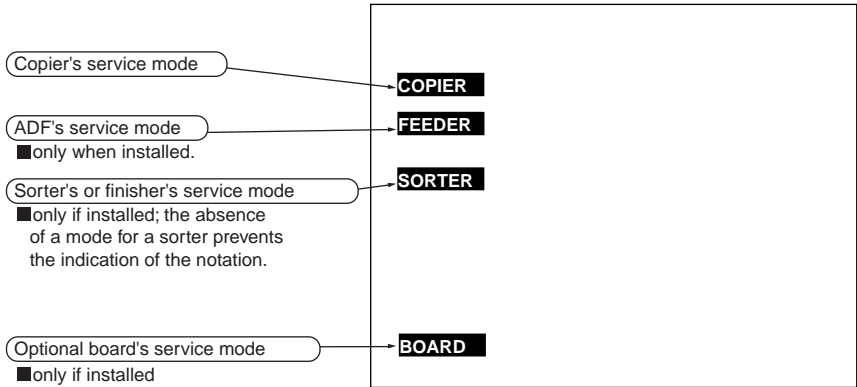 Copier's service mode
COPIER
ADF's service mode
FEEDER
■only when installed.
Sorter's or finisher's service mode
SORTER
■only if installed; the absence
of a mode for a sorter prevents
the indication of the notation.
Optional board's service mode
BOARD
■only if installed